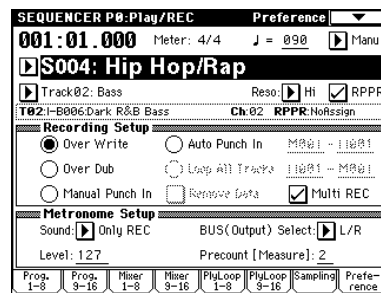 SEQUENCER P0:Play/REC Preference
001:01.000 Meter: 4/4 ♩ = 090 Manu
S004: Hip Hop/Rap
Track02: Bass Reso: Hi RPPR
T02:I-B006:Dark R&B Bass Ch:02 RPPR:NoAssign
Recording Setup
Over Write Auto Punch In M001 - M001
Over Dub Loop All Tracks M001 - M001
Manual Punch In Remove Data Multi REC
Metronome Setup
Sound: Only REC BUS(Output) Select: L/R
Level: 127 Precount [Measure]: 2
Prog. 1-8 Prog. 9-16 Mixer 1-8 Mixer 9-16 PlyLoop 1-8 PlyLoop 9-16 Sampling Prefe-rence